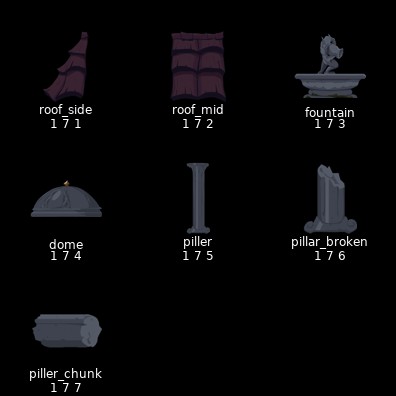 roof_side
1 7 1
roof_mid
1 7 2
fountain
1 7 3
dome
1 7 4
piller
1 7 5
pillar_broken
1 7 6
piller_chunk
1 7 7